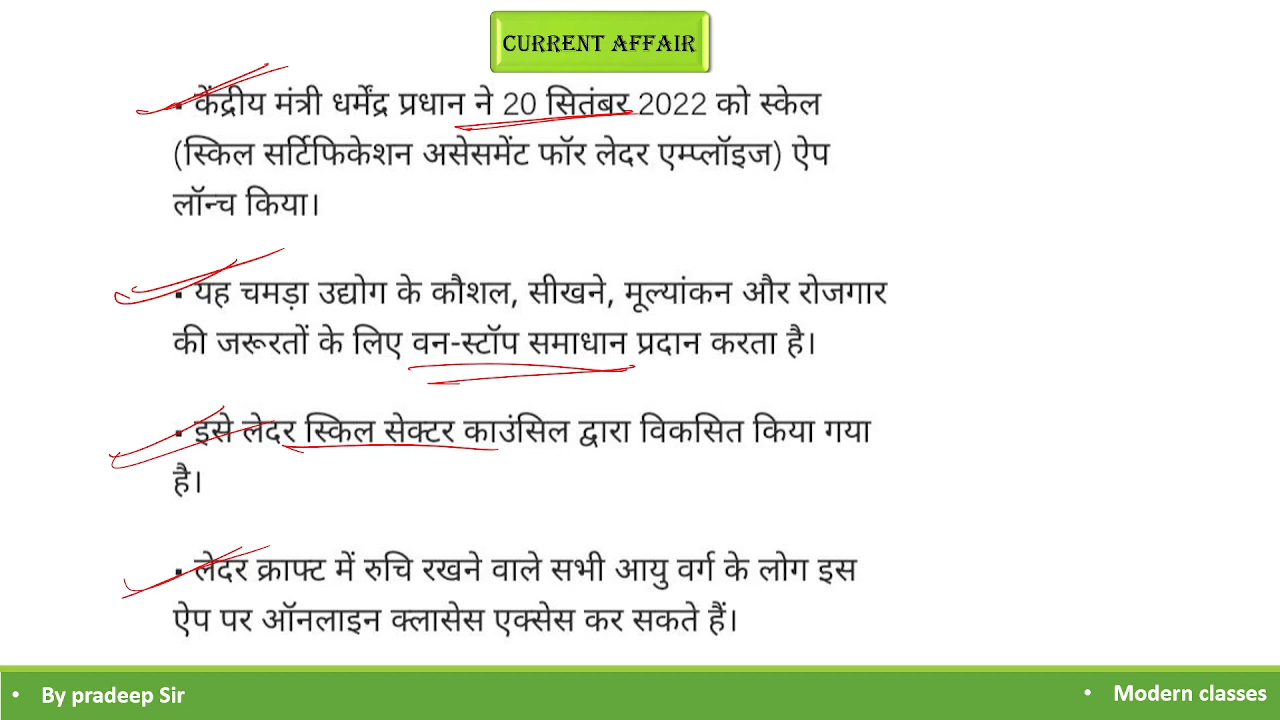 CURRENT AFFAIR
▪ केंद्रीय मंत्री धर्मेंद्र प्रधान ने 20 सितंबर 2022 को स्केल
(स्किल सर्टिफिकेशन असेसमेंट फॉर लेदर एम्प्लॉइज) ऐप
लॉन्च किया।
▪ यह चमड़ा उद्योग के कौशल, सीखने, मूल्यांकन और रोजगार
की जरूरतों के लिए वन-स्टॉप समाधान प्रदान करता है।
▪ इसे लेदर स्किल सेक्टर काउंसिल द्वारा विकसित किया गया
है।
▪ लेदर क्राफ्ट में रुचि रखने वाले सभी आयु वर्ग के लोग इस
ऐप पर ऑनलाइन क्लासेस एक्सेस कर सकते हैं।
• By pradeep Sir
• Modern classes